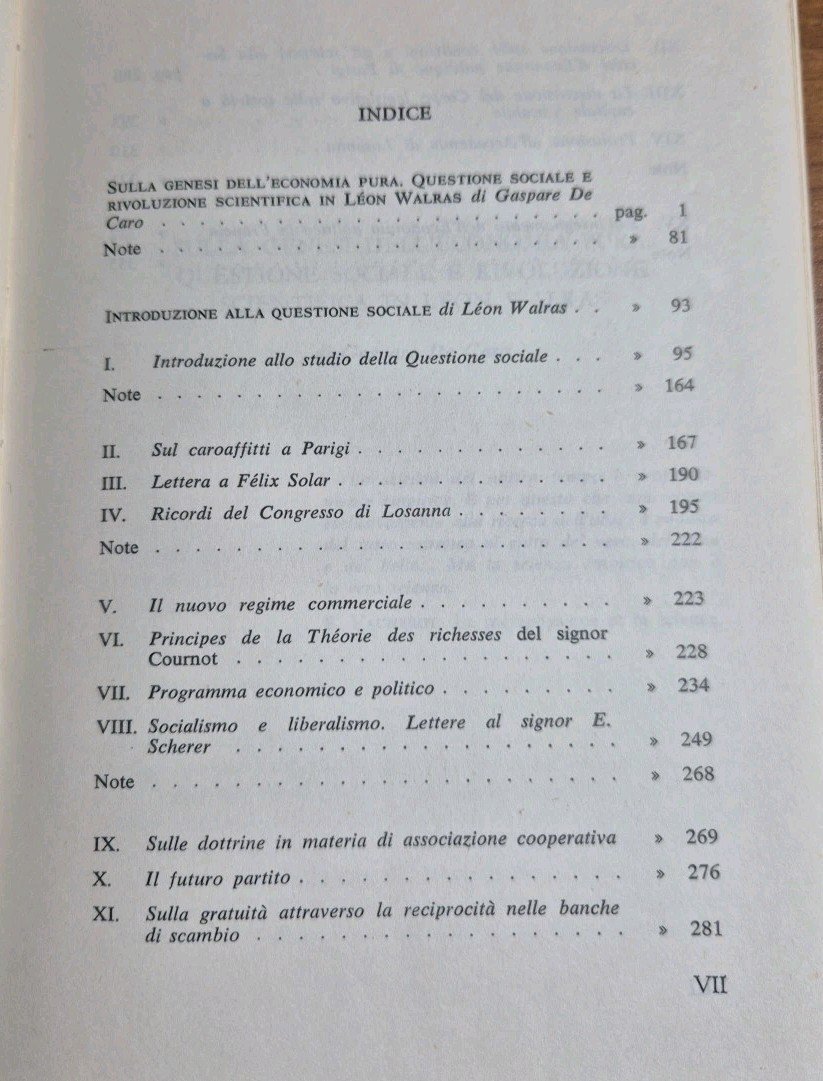 INDICE
SULLA GENESI DELL'ECONOMIA PURA. QUESTIONE SOCIALE E
RIVOLUZIONE SCIENTIFICA IN LÉON WALRAS di Gaspare De
Caro . . . . . . . . . . . . . . . . . . . . . . pag. 1
Note . . . . . . . . . . . . . . . . . . . . . . » 81
INTRODUZIONE ALLA QUESTIONE SOCIALE di Léon Walras . . » 93
I. Introduzione allo studio della Questione sociale . . . » 95
Note . . . . . . . . . . . . . . . . . . . . . . » 164
II. Sul caroaffitti a Parigi . . . . . . . . . . . . . » 167
III. Lettera a Félix Solar . . . . . . . . . . . . . . » 190
IV. Ricordi del Congresso di Losanna . . . . . . . . » 195
Note . . . . . . . . . . . . . . . . . . . . . . » 222
V. Il nuovo regime commerciale . . . . . . . . . . » 223
VI. Principes de la Théorie des richesses del signor
Cournot . . . . . . . . . . . . . . . . . . . » 228
VII. Programma economico e politico . . . . . . . . . » 234
VIII. Socialismo e liberalismo. Lettere al signor E.
Scherer . . . . . . . . . . . . . . . . . . . » 249
Note . . . . . . . . . . . . . . . . . . . . . . » 268
IX. Sulle dottrine in materia di associazione cooperativa » 269
X. Il futuro partito . . . . . . . . . . . . . . . . » 276
XI. Sulla gratuità attraverso la reciprocità nelle banche
di scambio . . . . . . . . . . . . . . . . . . » 281
VII